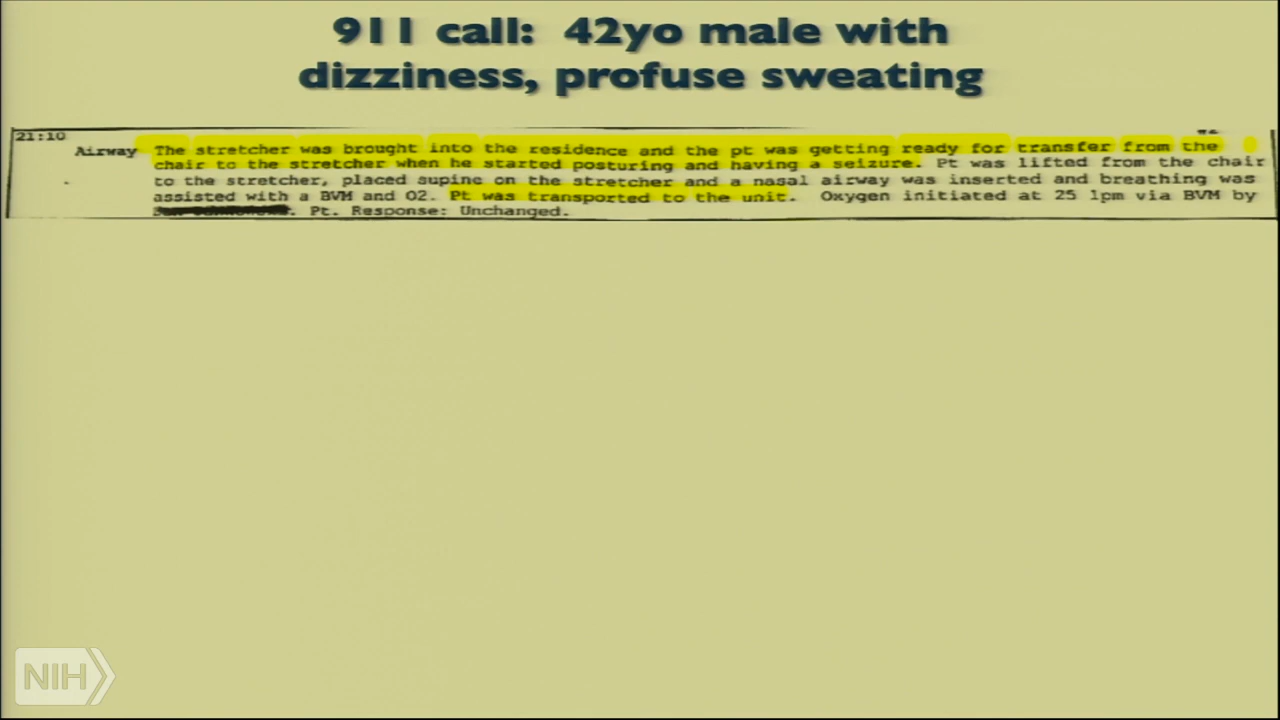 911 call: 42yo male with
dizziness, profuse sweating
21:10
Airway The stretcher was brought into the residence and the pt was getting ready for transfer from the
chair to the stretcher when he started posturing and having a seizure. Pt was lifted from the chair
to the stretcher, placed supine on the stretcher and a nasal airway was inserted and breathing was
assisted with a BVM and O2. Pt was transported to the unit. Oxygen initiated at 25 lpm via BVM by
. Pt. Response: Unchanged.
NIH